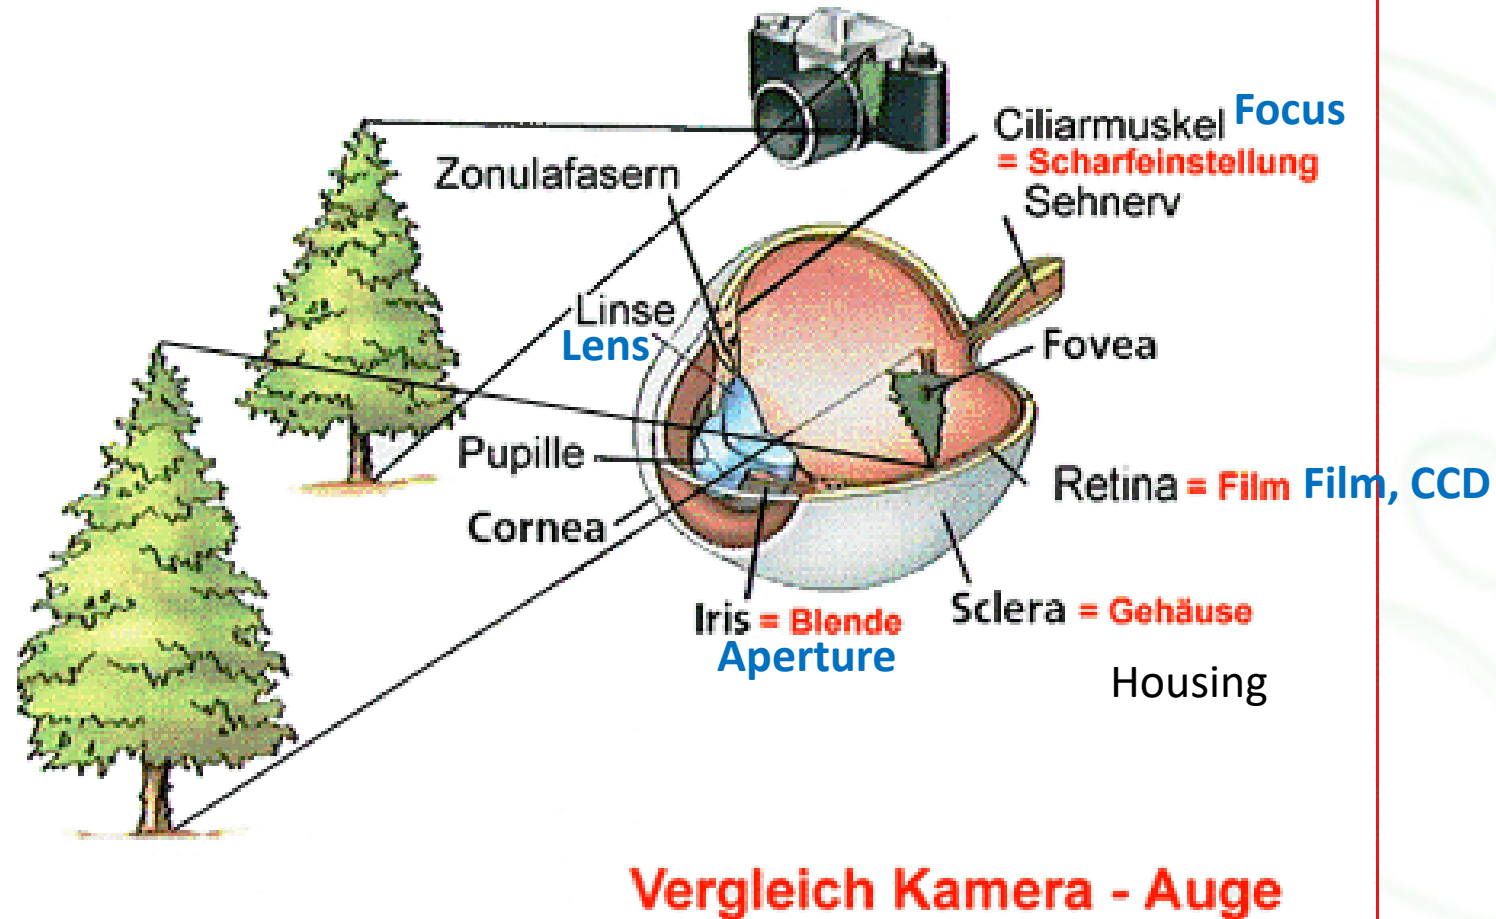 Ciliarmuskel Focus
= Scharfeinstellung
Zonulafasern
Sehnerv
Linse
Lens
Fovea
Pupille
Retina = Film Film, CCD
Cornea
Iris = Blende
Aperture
Sclera = Gehäuse
Housing
Vergleich Kamera - Auge